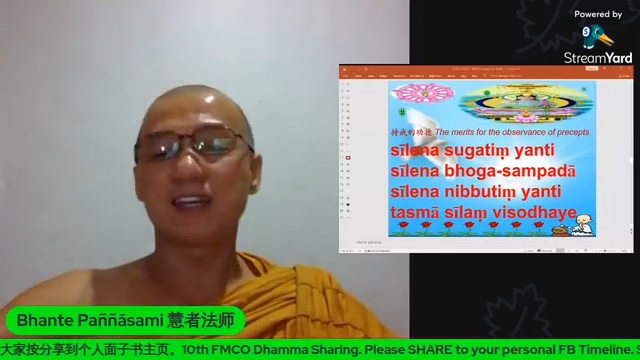 Powered by
StreamYard
持戒的功德 The merits for the observance of precepts
sīlena sugatiṃ yanti
sīlena bhoga-sampadā
sīlena nibbutiṃ yanti
tasmā sīlaṃ visodhaye
Bhante Paññāsami 慧者法师
大家按分享到个人面子书主页。10th FMCO Dhamma Sharing. Please SHARE to your personal FB Timeline.